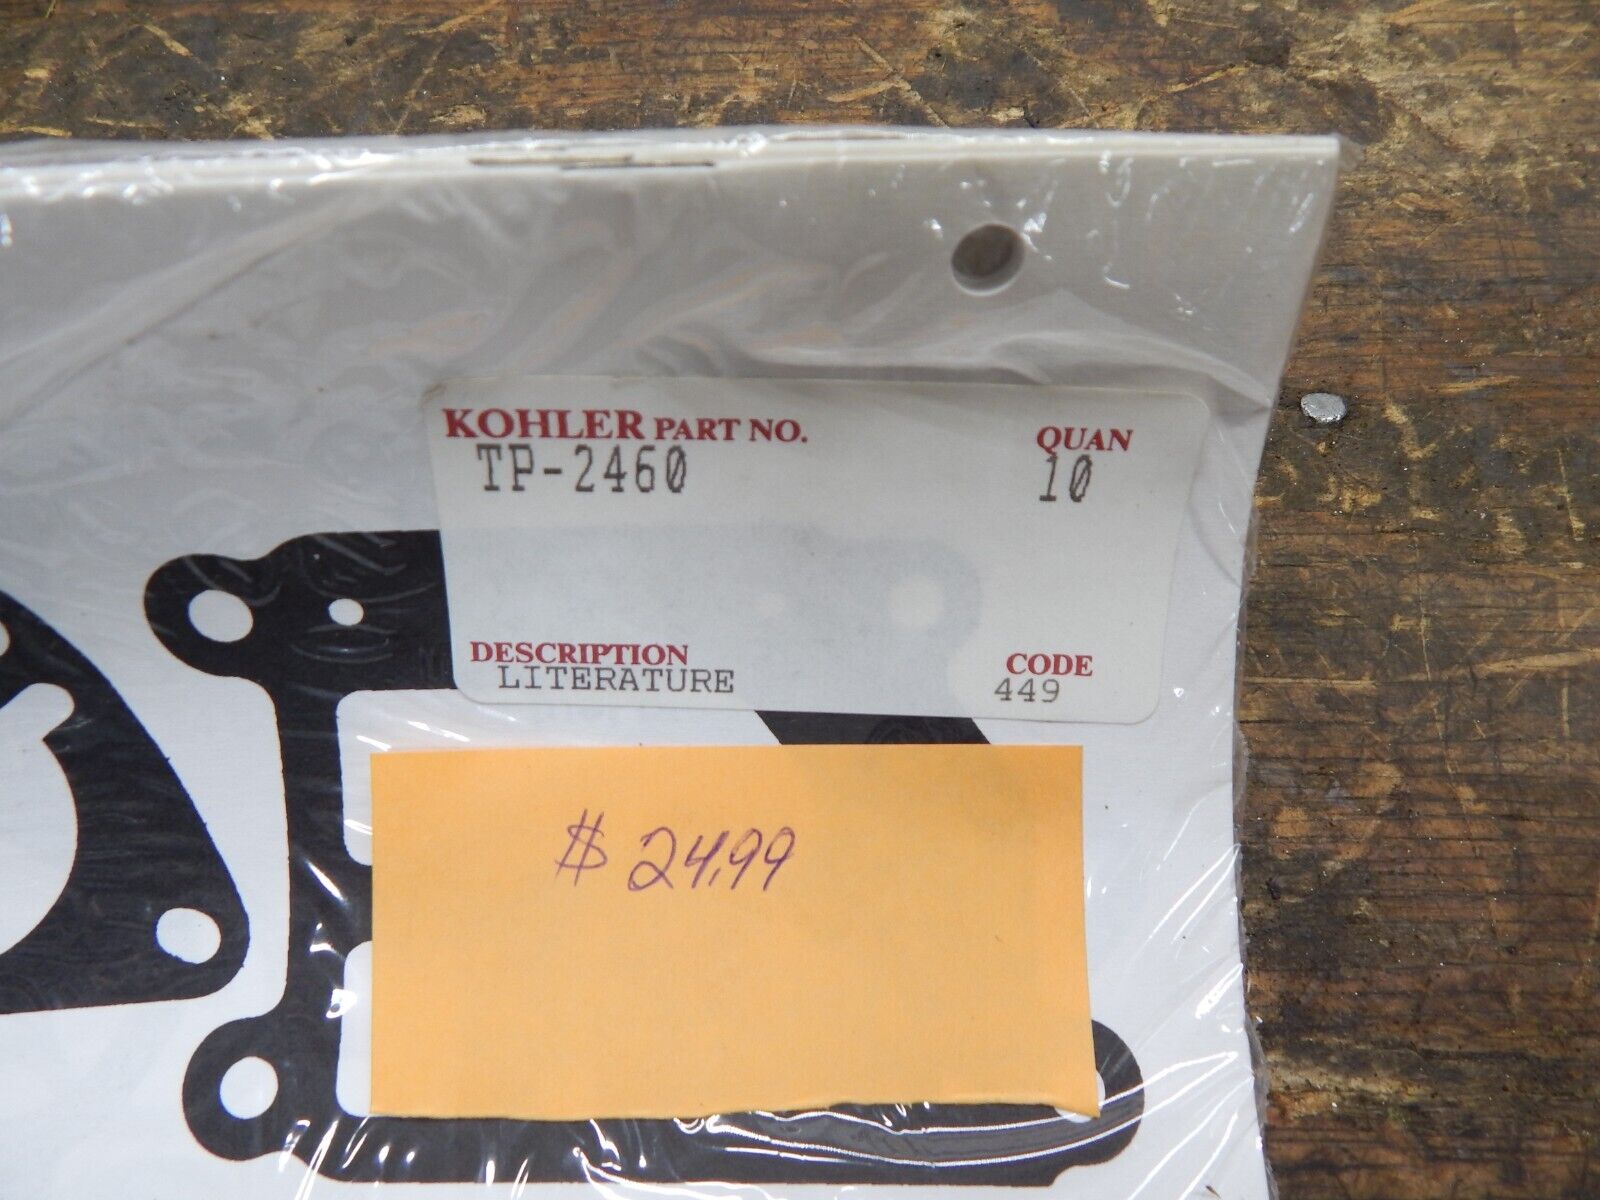 KOHLER PART NO. QUAN
TP-2460 10
DESCRIPTION CODE
LITERATURE 449
$ 24.99